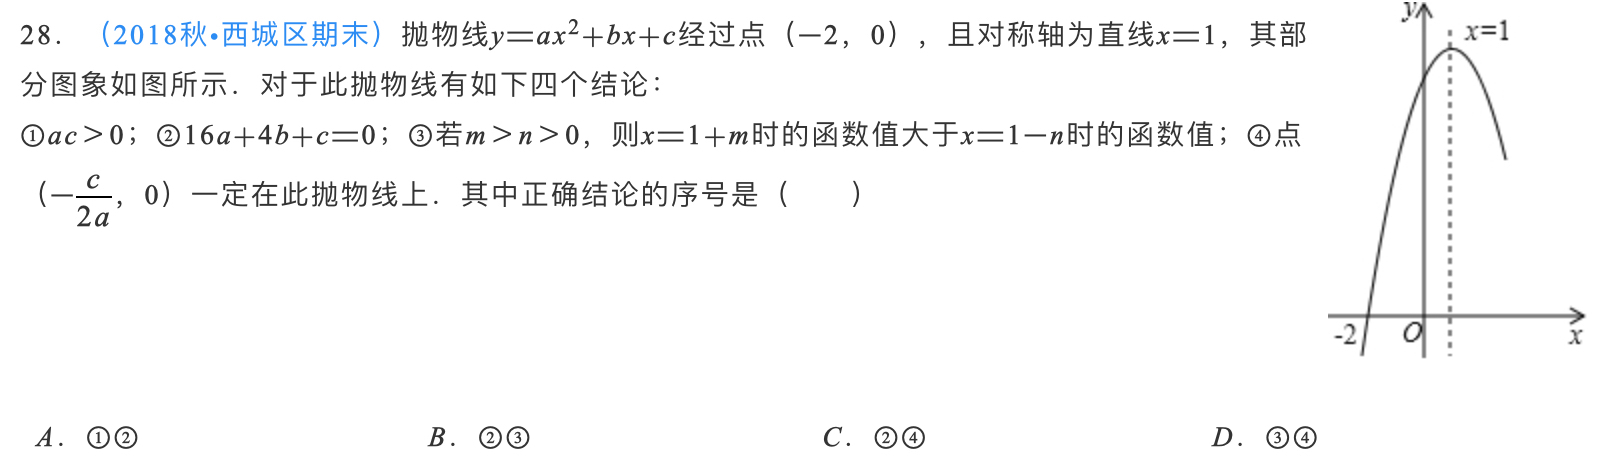 28. （2018秋•西城区期末）抛物线y＝ax²+bx+c经过点（－2，0），且对称轴为直线x＝1，其部
分图象如图所示．对于此抛物线有如下四个结论：
①ac＞0；②16a+4b+c＝0；③若m＞n＞0，则x＝1+m时的函数值大于x＝1－n时的函数值；④点
（－c/2a，0）一定在此抛物线上．其中正确结论的序号是（　　）
A．①②　B．②③　C．②④　D．③④
y
x=1
-2
O
x